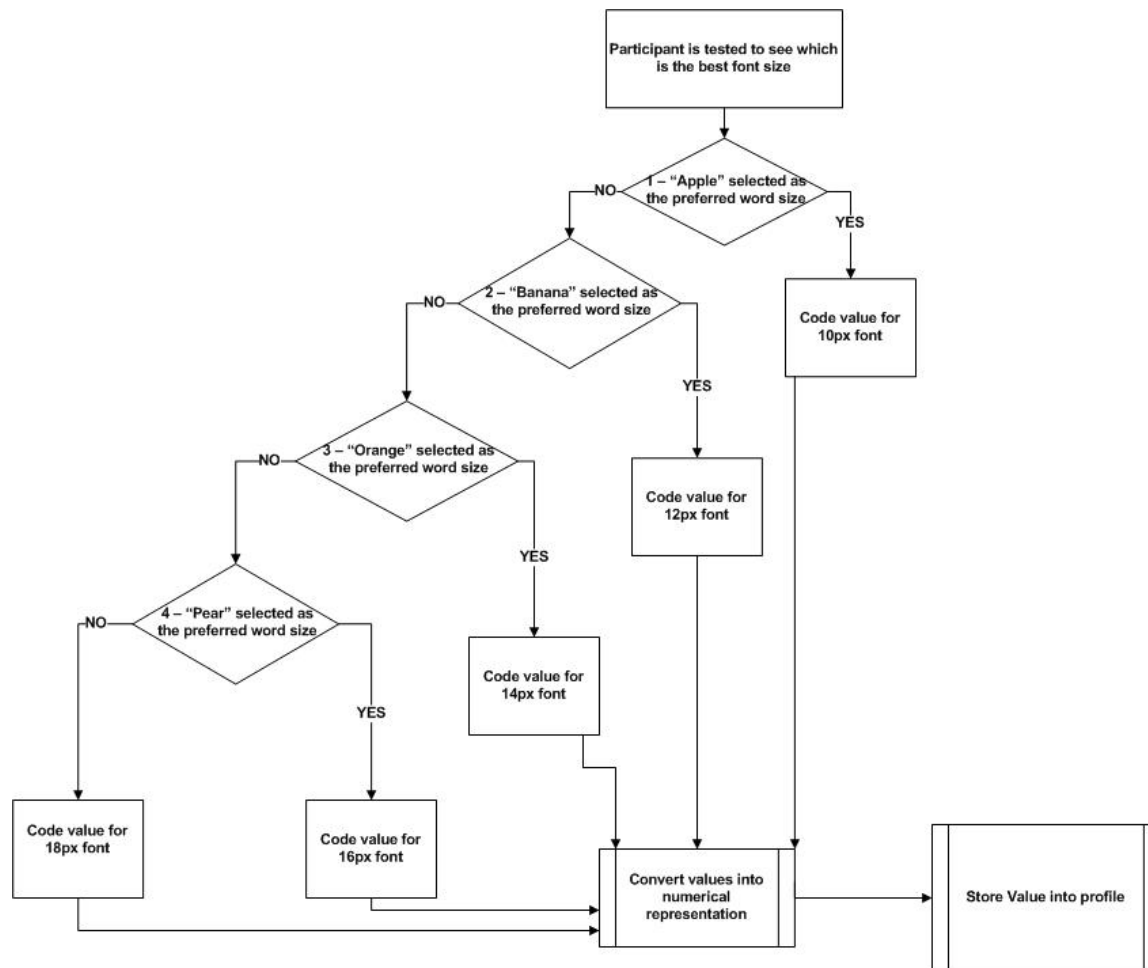 Participant is tested to see which
is the best font size
1 – “Apple” selected as
the preferred word size
NO
YES
2 – “Banana” selected as
the preferred word size
NO
Code value for
10px font
YES
3 – “Orange” selected as
the preferred word size
NO
Code value for
12px font
YES
4 – “Pear” selected as
the preferred word size
NO
Code value for
14px font
YES
Code value for
18px font
Code value for
16px font
Convert values into
numerical
representation
Store Value into profile